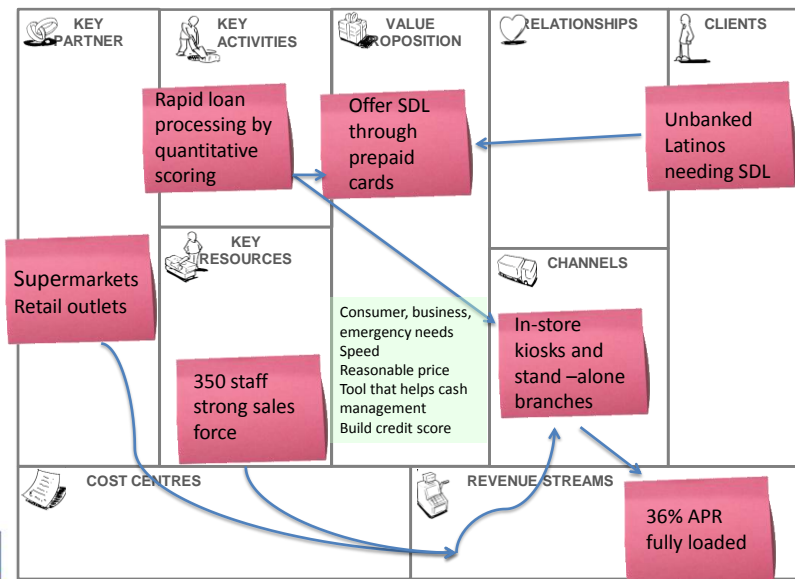 KEY
PARTNER
KEY
ACTIVITIES
VALUE
PROPOSITION
RELATIONSHIPS
CLIENTS
Rapid loan
processing by
quantitative
scoring
Offer SDL
through
prepaid
cards
Unbanked
Latinos
needing SDL
KEY
RESOURCES
CHANNELS
Supermarkets
Retail outlets
Consumer, business,
emergency needs
Speed
Reasonable price
Tool that helps cash
management
Build credit score
In-store
kiosks and
stand –alone
branches
350 staff
strong sales
force
COST CENTRES
REVENUE STREAMS
36% APR
fully loaded